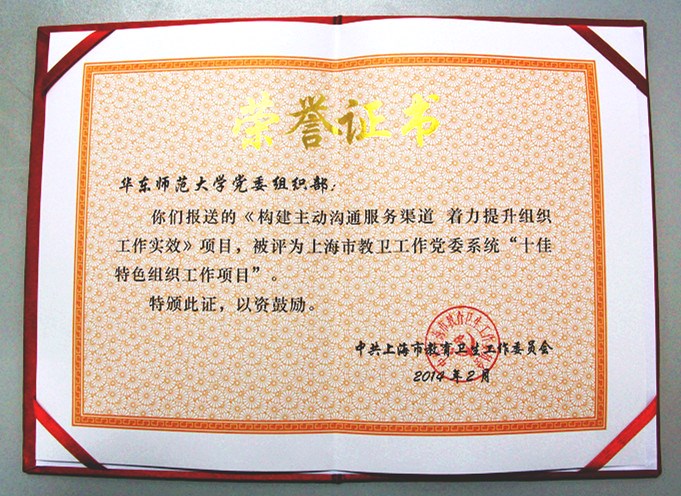 荣誉证书
华东师范大学党委组织部：
你们报送的《构建主动沟通服务渠道 着力提升组织
工作实效》项目，被评为上海市教卫工作党委系统“十佳
特色组织工作项目”。
特颁此证，以资鼓励。
中共上海市教育卫生工作委员会
2014年2月